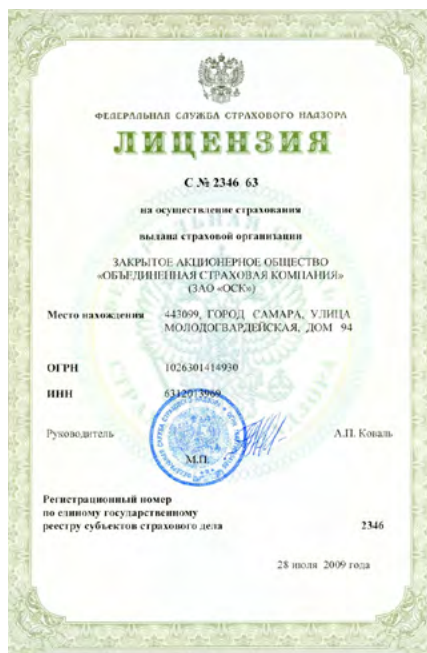 ФЕДЕРАЛЬНАЯ СЛУЖБА СТРАХОВОГО НАДЗОРА
ЛИЦЕНЗИЯ
С № 2346 63
на осуществление страхования
выдана страховой организации
ЗАКРЫТОЕ АКЦИОНЕРНОЕ ОБЩЕСТВО
«ОБЪЕДИНЕННАЯ СТРАХОВАЯ КОМПАНИЯ»
(ЗАО «ОСК»)
Место нахождения 443099, ГОРОД САМАРА, УЛИЦА
МОЛОДОГВАРДЕЙСКАЯ, ДОМ 94
ОГРН 1026301414930
ИНН 6312013969
Руководитель А.П. Коваль
М.П.
Регистрационный номер
по единому государственному
реестру субъектов страхового дела 2346
28 июля 2009 года